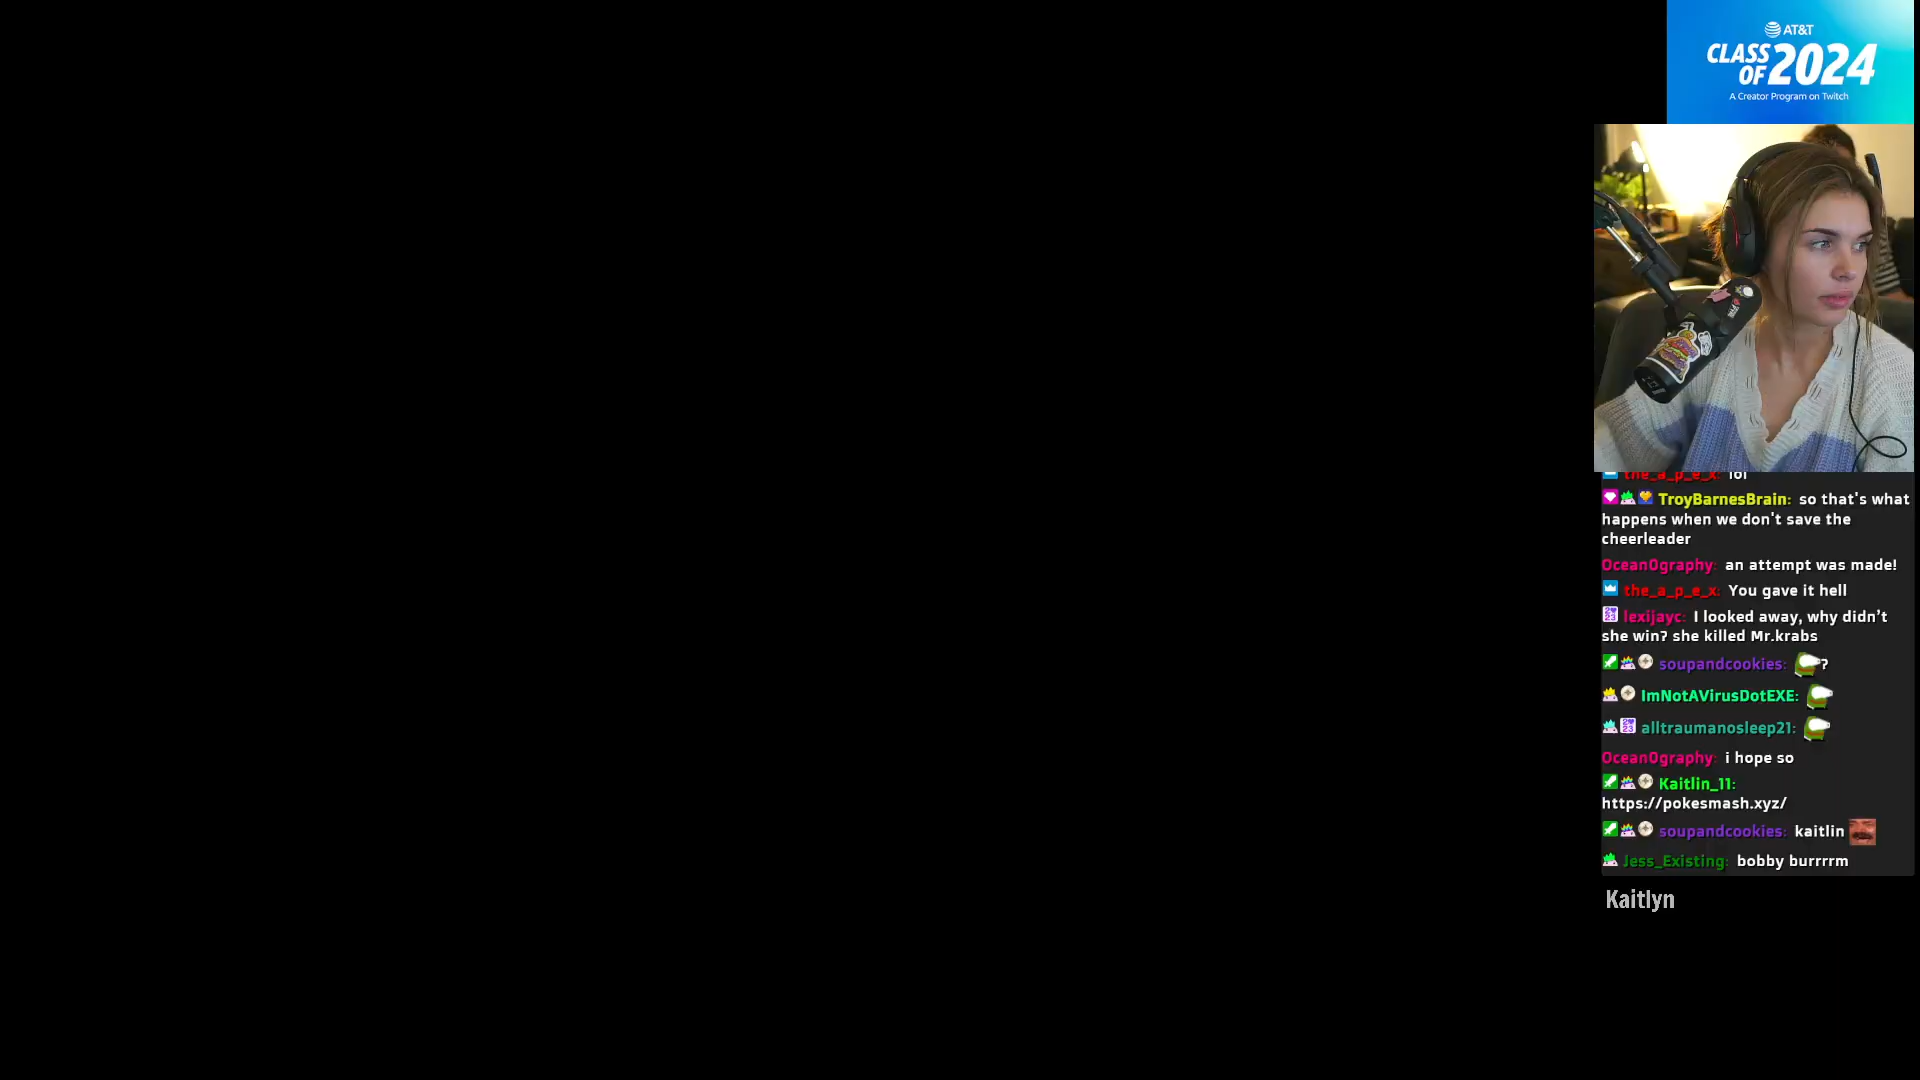 AT&T
CLASS
OF 2024
A Creator Program on Twitch
the_a_p_e_x: lol
TroyBarnesBrain: so that's what
happens when we don't save the
cheerleader
OceanOgraphy: an attempt was made!
the_a_p_e_x: You gave it hell
lexijayc: I looked away, why didn’t
she win? she killed Mr.krabs
soupandcookies: ?
ImNotAVirusDotEXE:
alltraumanosleep21:
OceanOgraphy: i hope so
Kaitlin_11:
https://pokesmash.xyz/
soupandcookies: kaitlin
Jess_Existing: bobby burrrrm
Kaitlyn